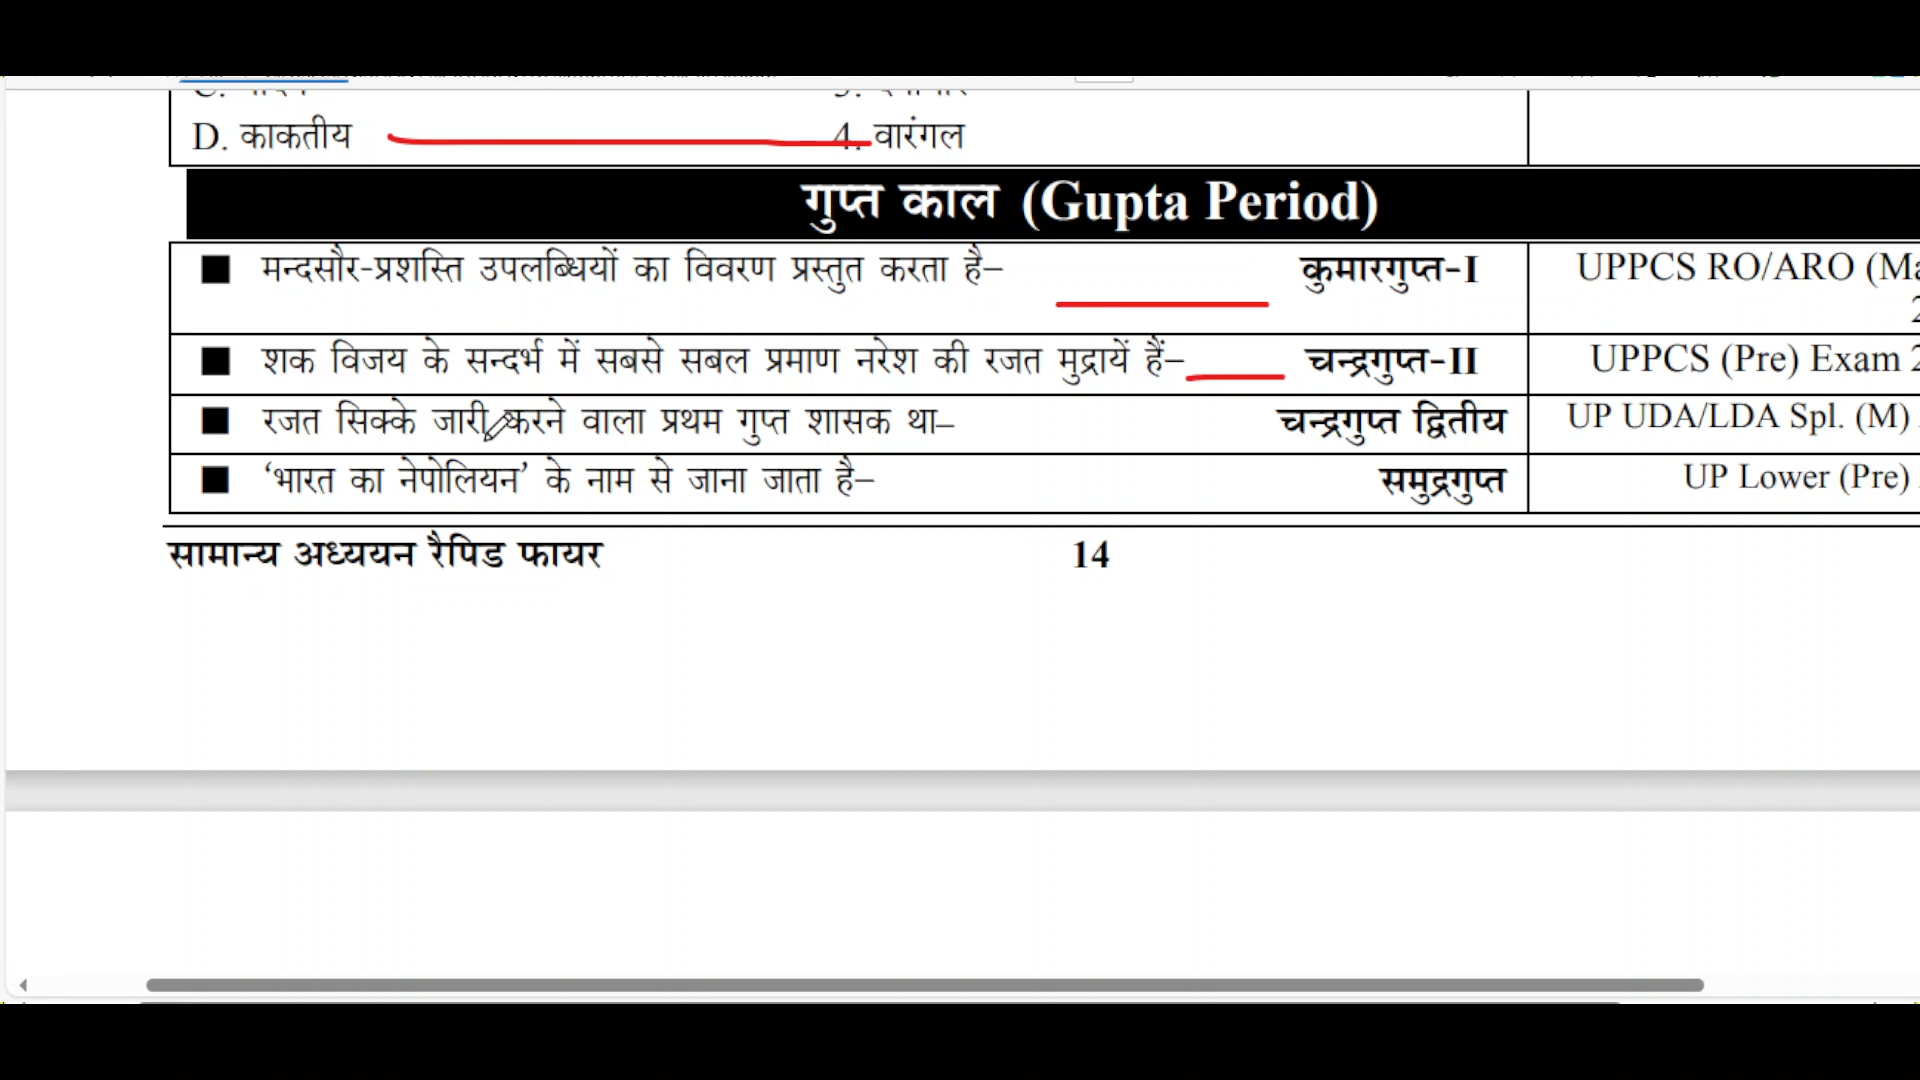 D. काकतीय 4. वारंगल
गुप्त काल (Gupta Period)
■ मन्दसौर-प्रशस्ति उपलब्धियों का विवरण प्रस्तुत करता है– कुमारगुप्त-I UPPCS RO/ARO
■ शक विजय के सन्दर्भ में सबसे सबल प्रमाण नरेश की रजत मुद्रायें हैं– चन्द्रगुप्त-II UPPCS (Pre) Exam
■ रजत सिक्के जारी करने वाला प्रथम गुप्त शासक था– चन्द्रगुप्त द्वितीय UP UDA/LDA Spl. (M)
■ ‘भारत का नेपोलियन’ के नाम से जाना जाता है– समुद्रगुप्त UP Lower (Pre)
सामान्य अध्ययन रैपिड फायर 14